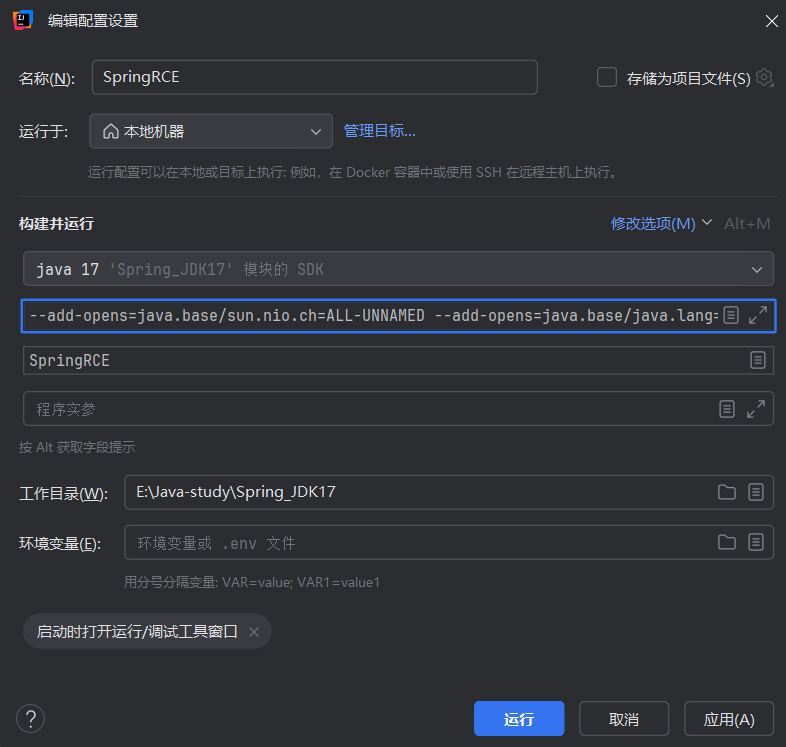 编辑配置设置
名称(N): SpringRCE 存储为项目文件(S)
运行于: 本地机器 管理目标...
运行配置可以在本地或目标上执行: 例如，在 Docker 容器中或使用 SSH 在远程主机上执行。
构建并运行 修改选项(M) Alt+M
java 17 'Spring_JDK17' 模块的 SDK
--add-opens=java.base/sun.nio.ch=ALL-UNNAMED --add-opens=java.base/java.lang=
SpringRCE
程序实参
按 Alt 获取字段提示
工作目录(W): E:\Java-study\Spring_JDK17
环境变量(E): 环境变量或 .env 文件
用分号分隔变量: VAR=value; VAR1=value1
启动时打开运行/调试工具窗口
? 运行 取消 应用(A)